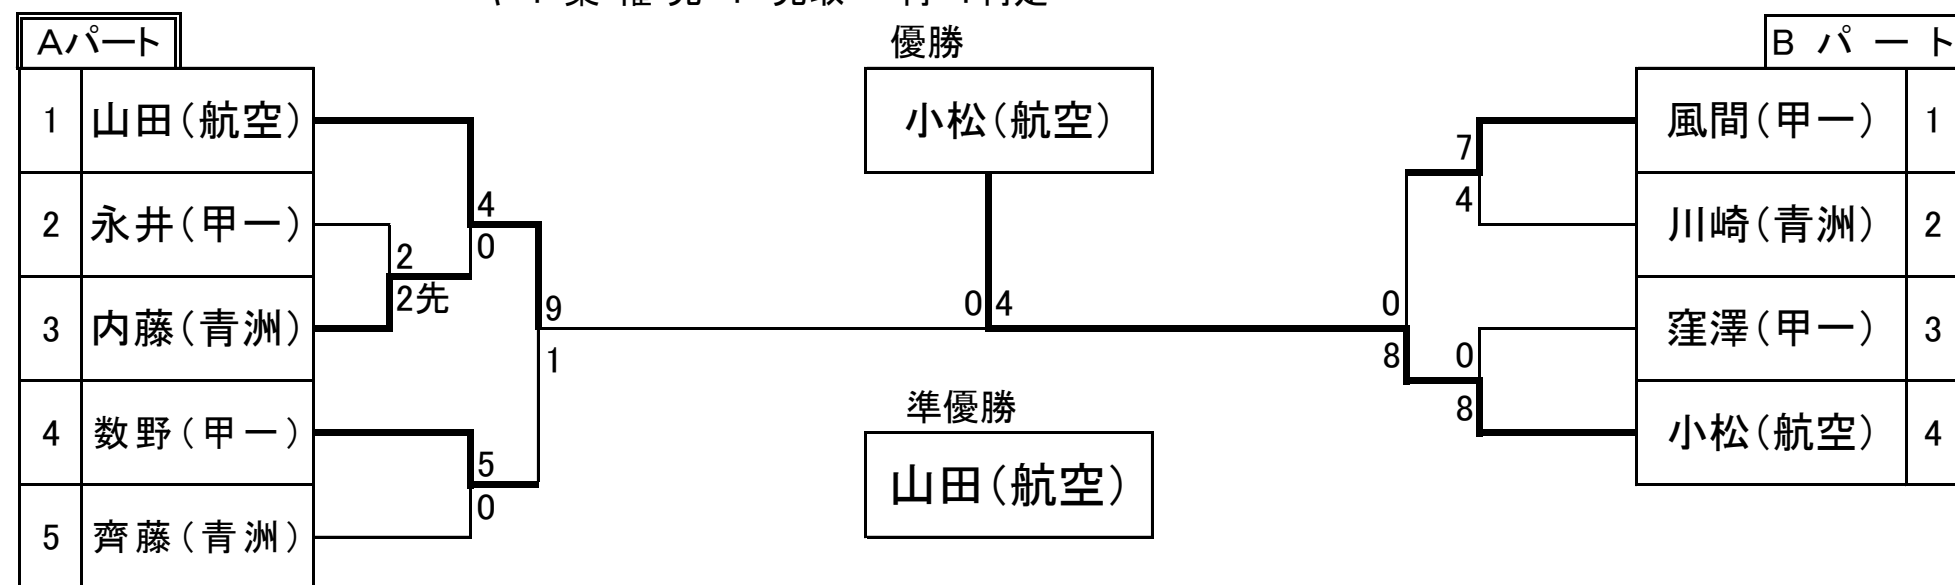 Aパート
優勝
B パ ー ト
1 山田(航空)
小松(航空)
風間(甲一) 1
7
4
2 永井(甲一)
4
0
川崎(青洲) 2
2
2先
3 内藤(青洲)
9
1
0 4
0
8
窪澤(甲一) 3
0
8
準優勝
4 数野(甲一)
5
0
山田(航空)
小松(航空) 4
5 齊藤(青洲)